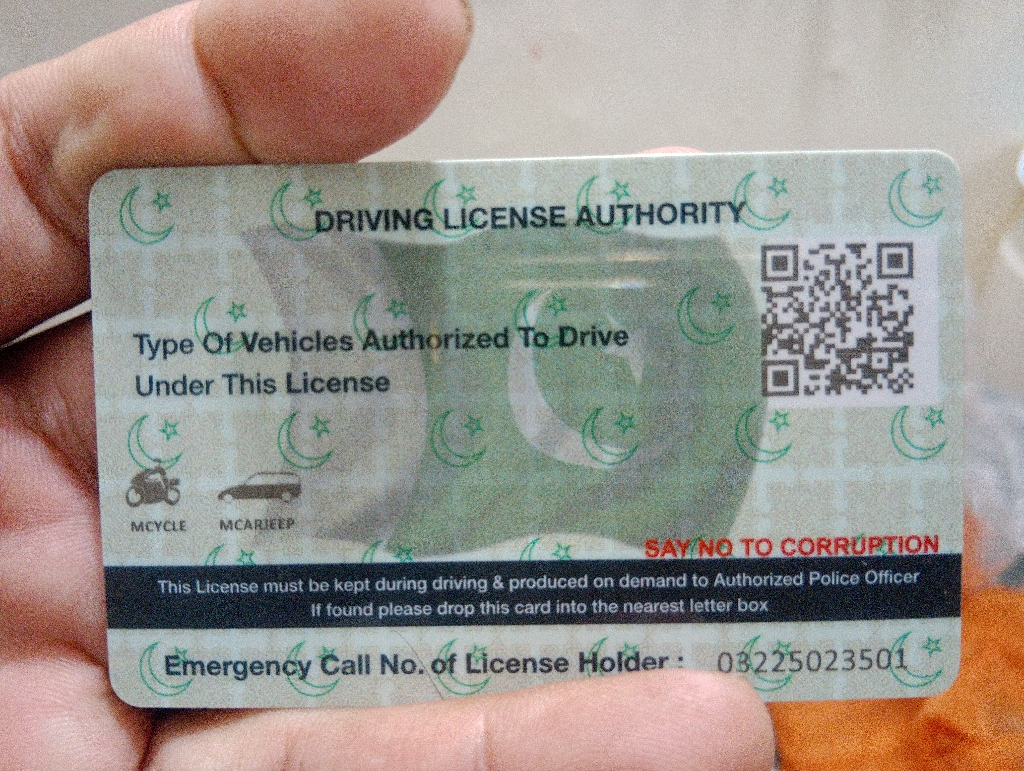 DRIVING LICENSE AUTHORITY
Type Of Vehicles Authorized To Drive
Under This License
MCYCLE
MCARJEEP
SAY NO TO CORRUPTION
This License must be kept during driving & produced on demand to Authorized Police Officer
If found please drop this card into the nearest letter box
Emergency Call No. of License Holder : 03225023501